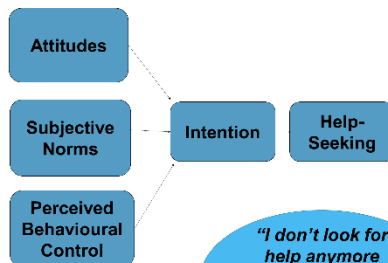 Attitudes
Subjective
Norms
Intention
Help-
Seeking
Perceived
Behavioural
Control
"I don't look for
help anymore